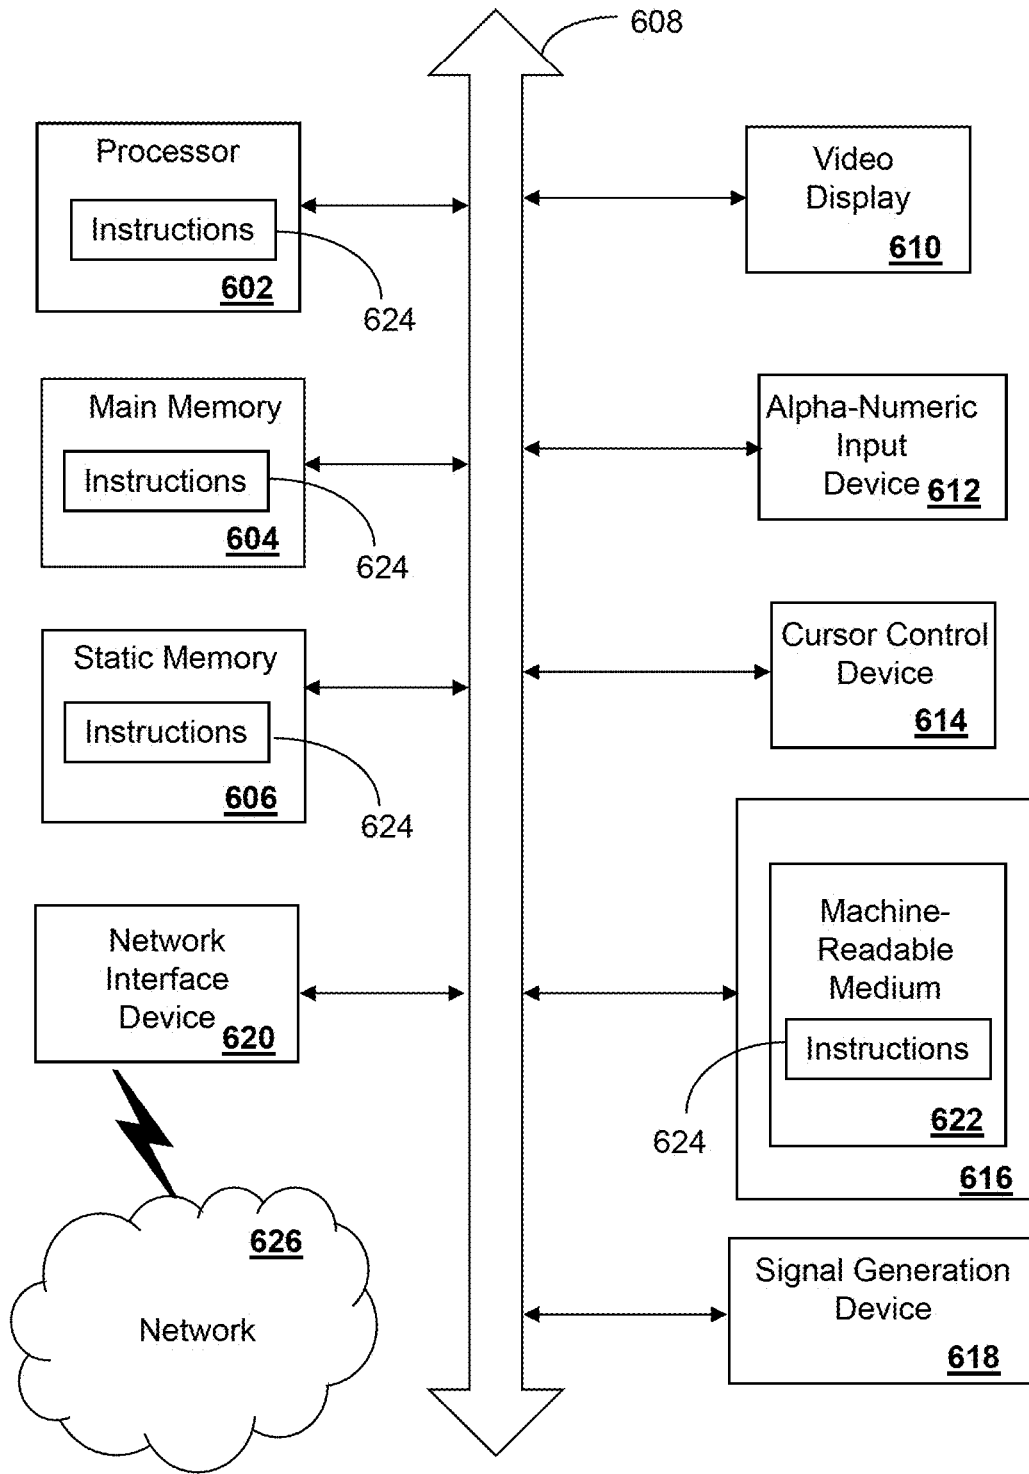 608
Processor
Instructions
602
624
Main Memory
Instructions
604
624
Static Memory
Instructions
606
624
Network
Interface
Device
620
626
Network
Video
Display
610
Alpha-Numeric
Input
Device
612
Cursor Control
Device
614
Machine-
Readable
Medium
Instructions
622
624
616
Signal Generation
Device
618